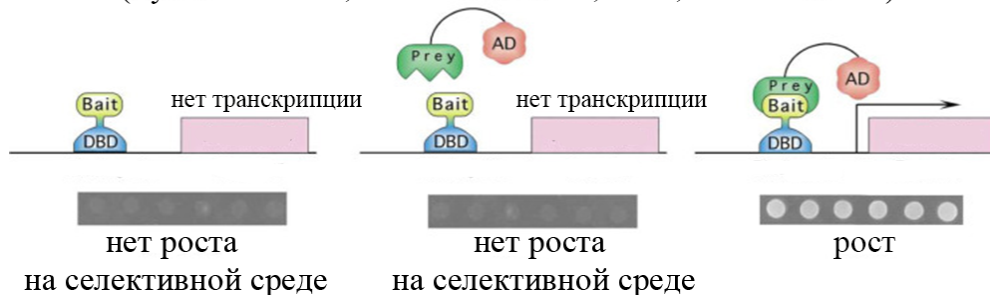 Prey
AD
Bait
нет транскрипции
DBD
Bait
нет транскрипции
DBD
Prey
AD
Bait
DBD
нет роста
на селективной среде
нет роста
на селективной среде
рост